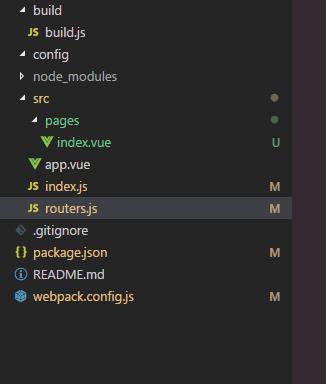 build
JS build.js
config
node_modules
src
pages
index.vue U
app.vue
JS index.js M
JS routers.js M
.gitignore
{} package.json M
README.md
webpack.config.js M